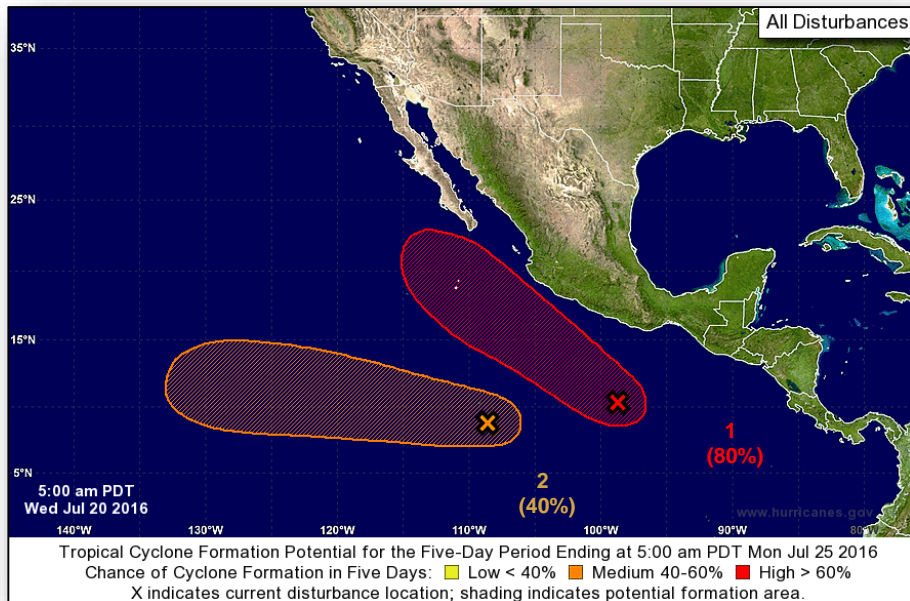 All Disturbances
35°N
25°N
15°N
1
(80%)
5°N
2
(40%)
5:00 am PDT
Wed Jul 20 2016
www.hurricanes.gov
140°W 130°W 120°W 110°W 100°W 90°W 80°W
Tropical Cyclone Formation Potential for the Five-Day Period Ending at 5:00 am PDT Mon Jul 25 2016
Chance of Cyclone Formation in Five Days: Low < 40% Medium 40-60% High > 60%
X indicates current disturbance location; shading indicates potential formation area.